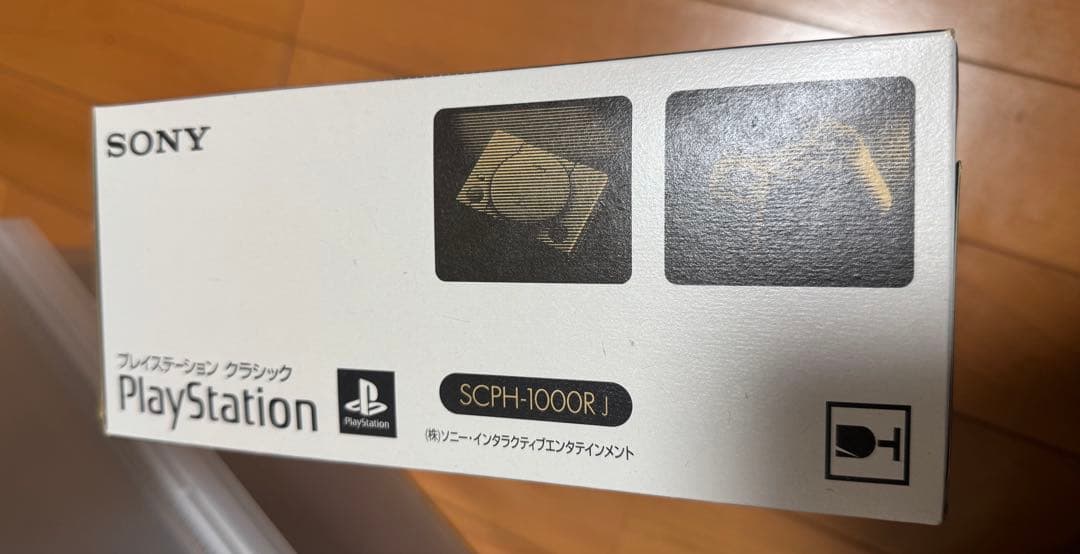 SONY
プレイステーション クラシック
PlayStation
PlayStation
SCPH-1000R J
(株)ソニー・インタラクティブエンタテインメント